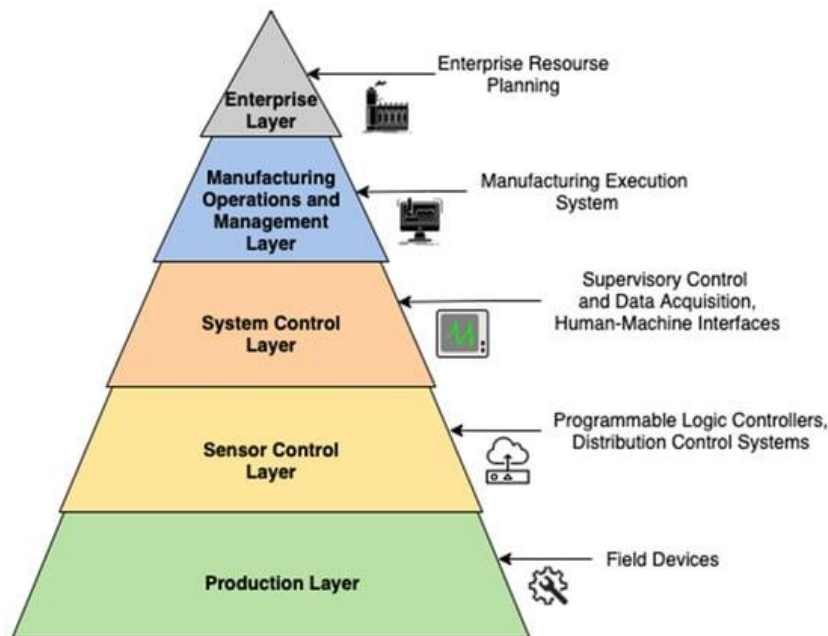 Enterprise
Layer
Enterprise Resourse
Planning
Manufacturing
Operations and
Management
Layer
Manufacturing Execution
System
System Control
Layer
Supervisory Control
and Data Acquisition,
Human-Machine Interfaces
Sensor Control
Layer
Programmable Logic Controllers,
Distribution Control Systems
Production Layer
Field Devices